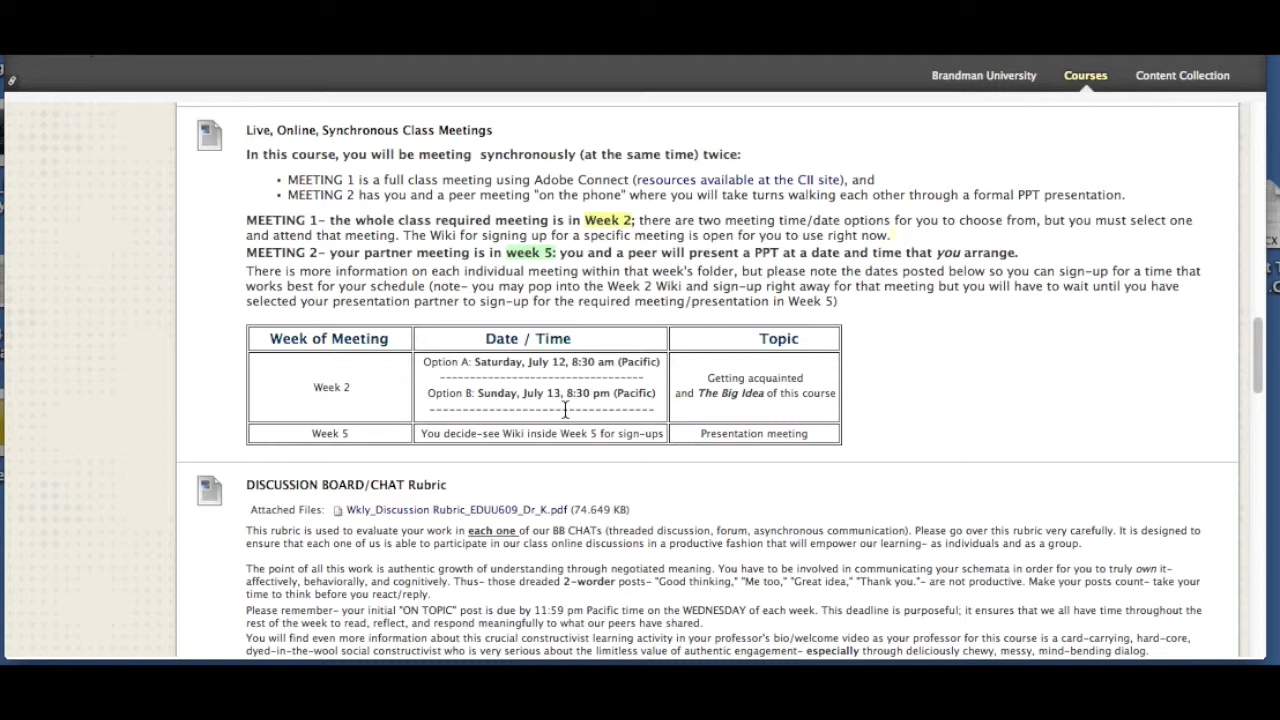 Brandman University Courses Content Collection
Live, Online, Synchronous Class Meetings
In this course, you will be meeting synchronously (at the same time) twice:
• MEETING 1 is a full class meeting using Adobe Connect (resources available at the CII site), and
• MEETING 2 has you and a peer meeting "on the phone" where you will take turns walking each other through a formal PPT presentation.
MEETING 1- the whole class required meeting is in Week 2; there are two meeting time/date options for you to choose from, but you must select one
and attend that meeting. The Wiki for signing up for a specific meeting is open for you to use right now.
MEETING 2- your partner meeting is in week 5: you and a peer will present a PPT at a date and time that you arrange.
There is more information on each individual meeting within that week's folder, but please note the dates posted below so you can sign-up for a time that
works best for your schedule (note- you may pop into the Week 2 Wiki and sign-up right away for that meeting but you will have to wait until you have
selected your presentation partner to sign-up for the required meeting/presentation in Week 5)
Week of Meeting Date / Time Topic
Option A: Saturday, July 12, 8:30 am (Pacific)
--------------------------------
Week 2
Getting acquainted
Option B: Sunday, July 13, 8:30 pm (Pacific)
and The Big Idea of this course
-----------------------------------
Week 5 You decide-see Wiki inside Week 5 for sign-ups Presentation meeting
DISCUSSION BOARD/CHAT Rubric
Attached Files: Wkly_Discussion Rubric_EDUU609_Dr_K.pdf (74.649 KB)
This rubric is used to evaluate your work in each one of our BB CHATs (threaded discussion, forum, asynchronous communication). Please go over this rubric very carefully. It is designed to
ensure that each one of us is able to participate in our class online discussions in a productive fashion that will empower our learning- as individuals and as a group.
The point of all this work is authentic growth of understanding through negotiated meaning. You have to be involved in communicating your schemata in order for you to truly own it-
affectively, behaviorally, and cognitively. Thus- those dreaded 2-worder posts- "Good thinking," "Me too," "Great idea," "Thank you."- are not productive. Make your posts count- take your
time to think before you react/reply.
Please remember- your initial "ON TOPIC" post is due by 11:59 pm Pacific time on the WEDNESDAY of each week. This deadline is purposeful; it ensures that we all have time throughout the
rest of the week to read, reflect, and respond meaningfully to what our peers have shared.
You will find even more information about this crucial constructivist learning activity in your professor's bio/welcome video as your professor for this course is a card-carrying, hard-core,
dyed-in-the-wool social constructivist who is very serious about the limitless value of authentic engagement- especially through deliciously chewy, messy, mind-bending dialog.